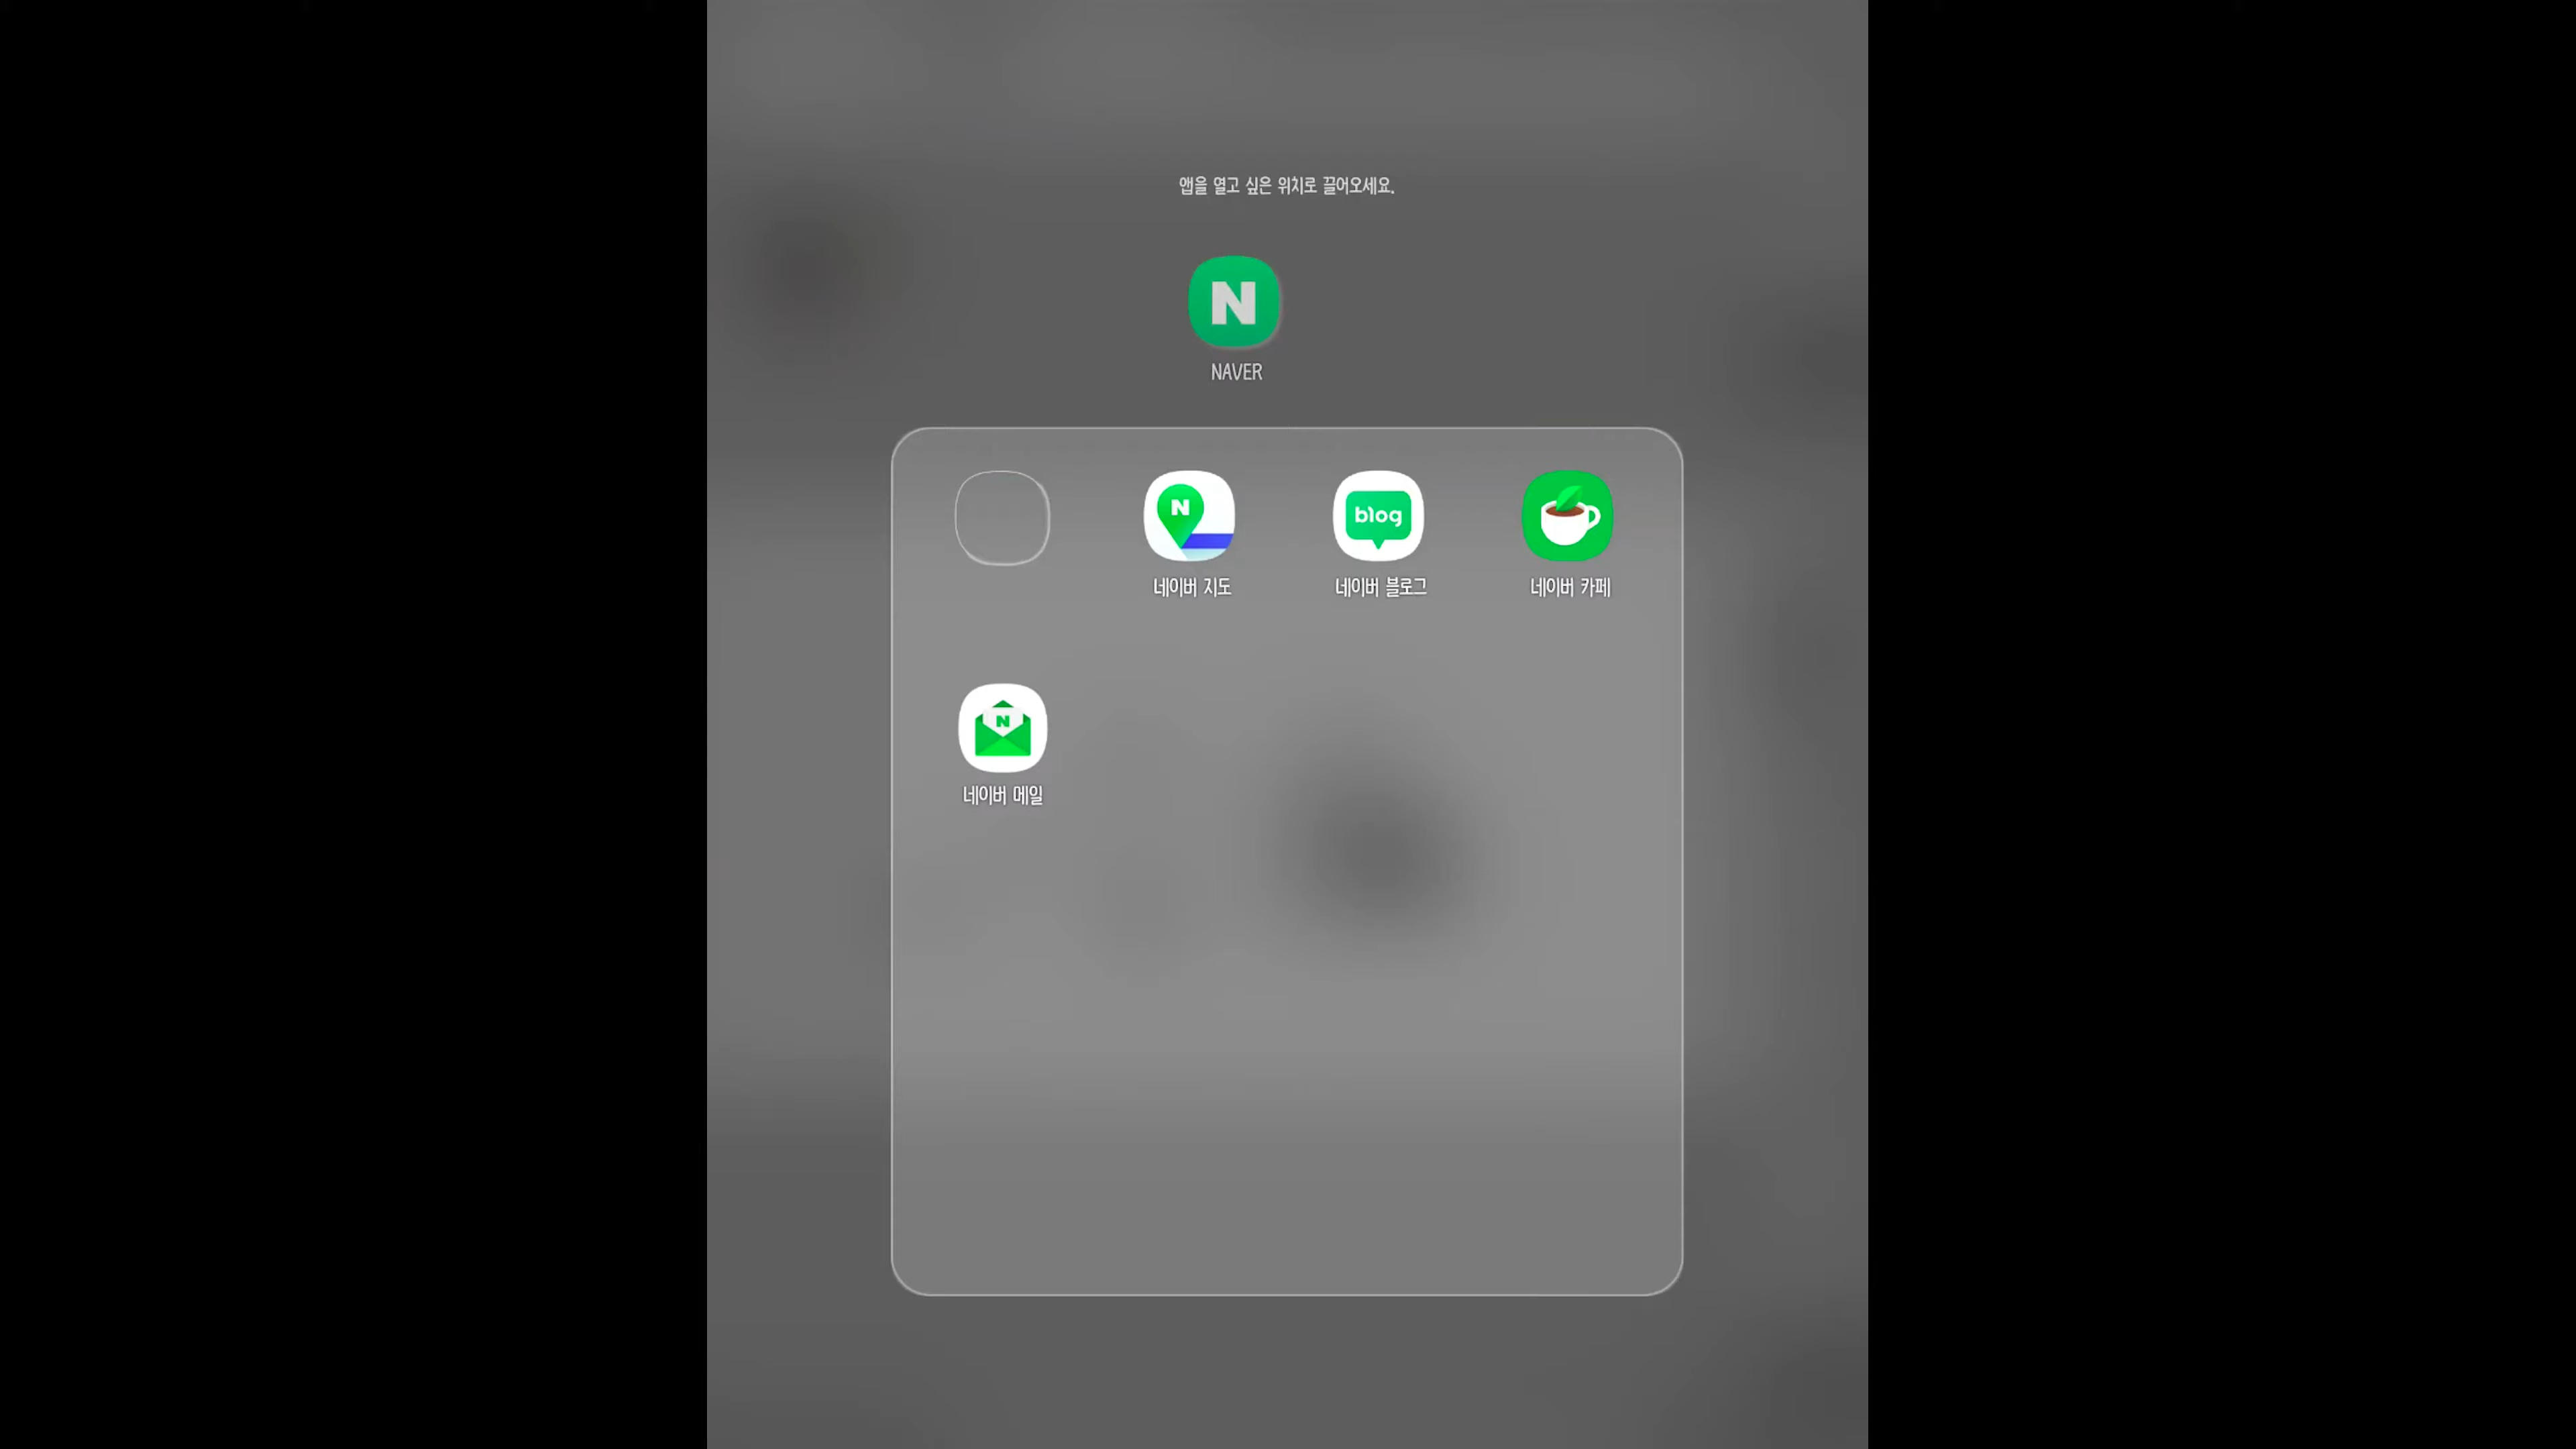 앱을 열고 싶은 위치로 끌어오세요.
N
NAVER
N
blog
네이버 지도
네이버 블로그
네이버 카페
N
네이버 메일